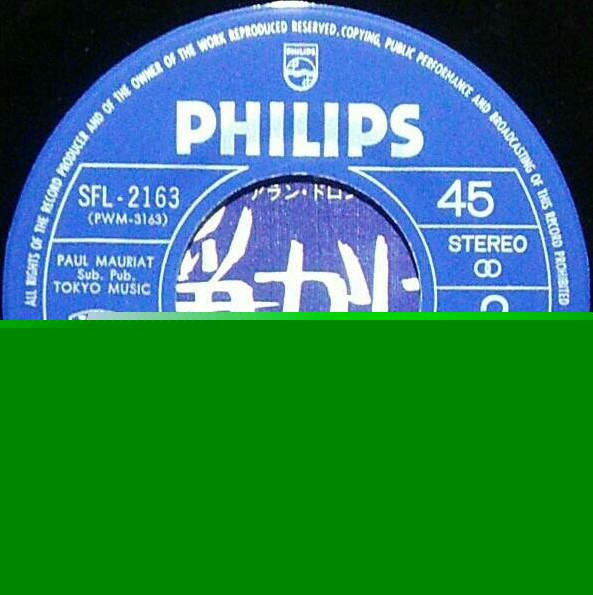 ALL RIGHTS OF THE RECORD PRODUCER AND OF THE OWNER OF THE WORK REPRODUCED RESERVED. COPYING, PUBLIC PERFORMANCE AND BROADCASTING OF THIS RECORD PROHIBITED
PHILIPS
PHILIPS
SFL-2163
(PWM-3163)
45
アラン・ドロン
STEREO
PAUL MAURIAT
Sub. Pub.
TOKYO MUSIC